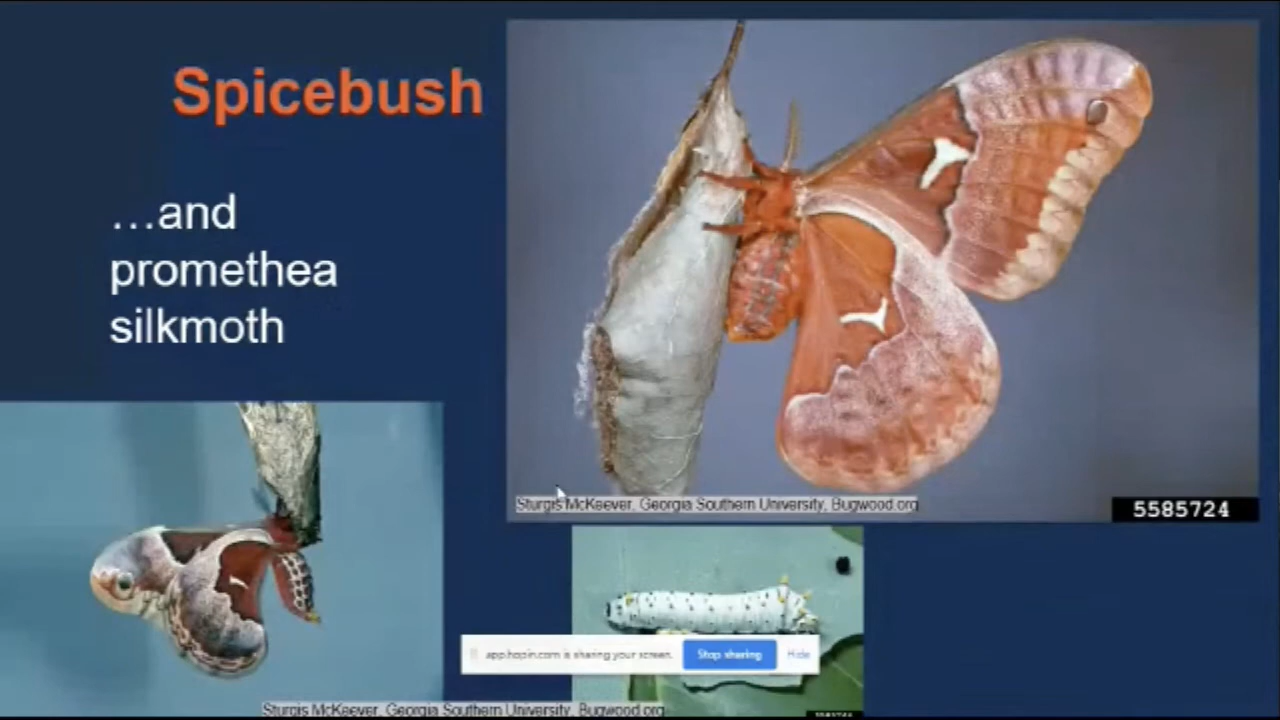 Spicebush
…and
promethea
silkmoth
Sturgis McKeever, Georgia Southern University, Bugwood.org
5585724
app.hopin.com is sharing your screen.
Stop sharing
Hide
Sturgis McKeever, Georgia Southern University, Bugwood.org